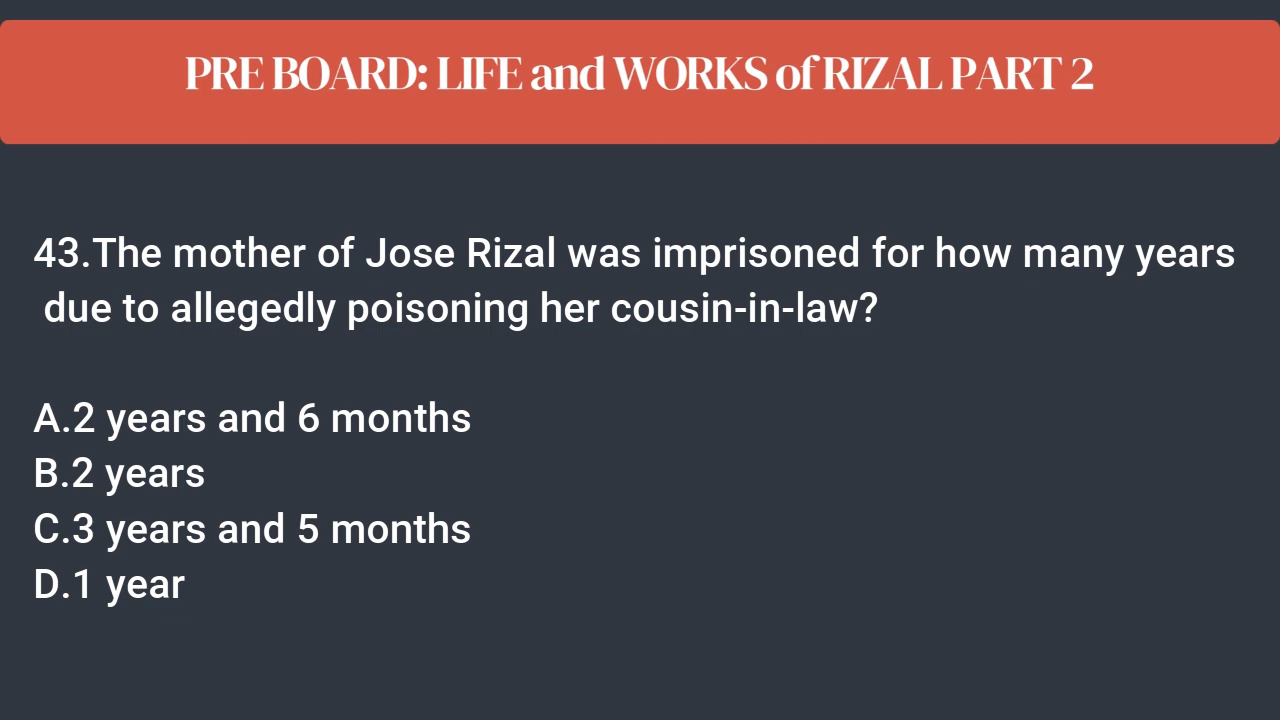 PRE BOARD: LIFE and WORKS of RIZAL PART 2
43.The mother of Jose Rizal was imprisoned for how many years
due to allegedly poisoning her cousin-in-law?
A.2 years and 6 months
B.2 years
C.3 years and 5 months
D.1 year